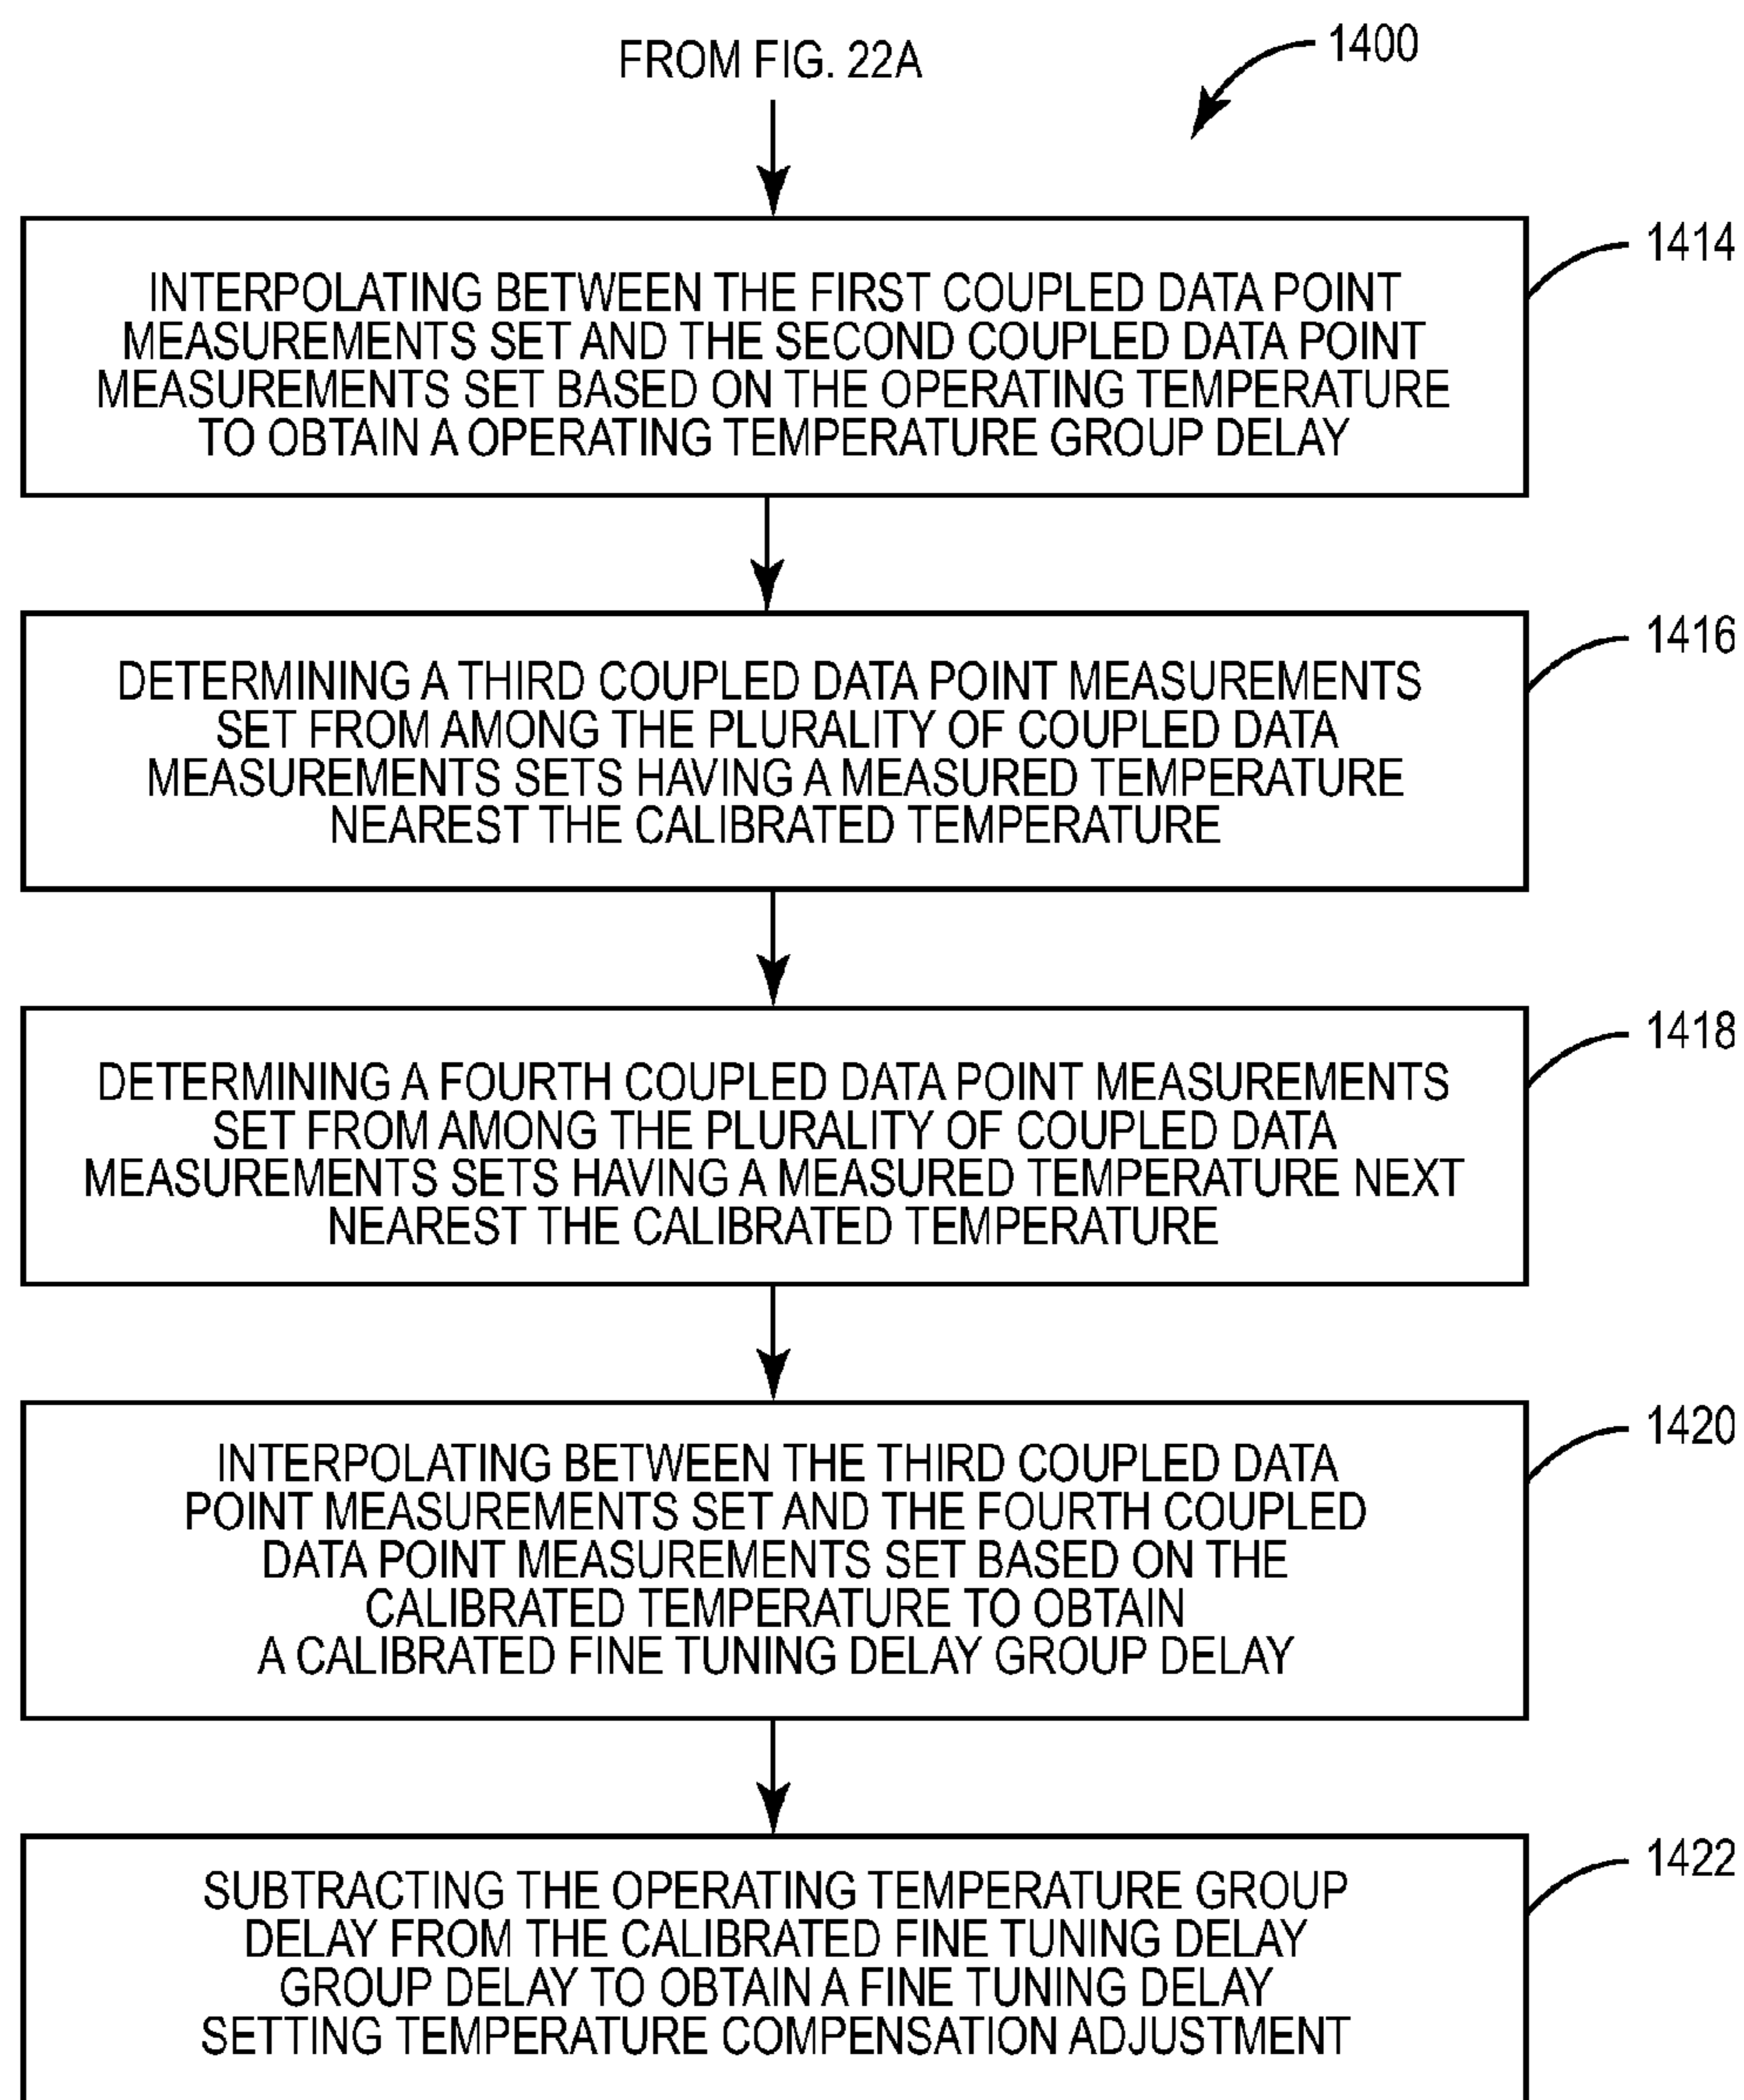 FROM FIG. 22A
1400
1414
INTERPOLATING BETWEEN THE FIRST COUPLED DATA POINT
MEASUREMENTS SET AND THE SECOND COUPLED DATA POINT
MEASUREMENTS SET BASED ON THE OPERATING TEMPERATURE
TO OBTAIN A OPERATING TEMPERATURE GROUP DELAY
1416
DETERMINING A THIRD COUPLED DATA POINT MEASUREMENTS
SET FROM AMONG THE PLURALITY OF COUPLED DATA
MEASUREMENTS SETS HAVING A MEASURED TEMPERATURE
NEAREST THE CALIBRATED TEMPERATURE
1418
DETERMINING A FOURTH COUPLED DATA POINT MEASUREMENTS
SET FROM AMONG THE PLURALITY OF COUPLED DATA
MEASUREMENTS SETS HAVING A MEASURED TEMPERATURE NEXT
NEAREST THE CALIBRATED TEMPERATURE
1420
INTERPOLATING BETWEEN THE THIRD COUPLED DATA
POINT MEASUREMENTS SET AND THE FOURTH COUPLED
DATA POINT MEASUREMENTS SET BASED ON THE
CALIBRATED TEMPERATURE TO OBTAIN
A CALIBRATED FINE TUNING DELAY GROUP DELAY
1422
SUBTRACTING THE OPERATING TEMPERATURE GROUP
DELAY FROM THE CALIBRATED FINE TUNING DELAY
GROUP DELAY TO OBTAIN A FINE TUNING DELAY
SETTING TEMPERATURE COMPENSATION ADJUSTMENT